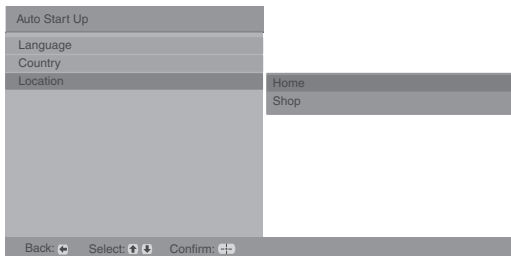 Auto Start Up
Language
Country
Location
Home
Shop
Back: Select: Confirm: